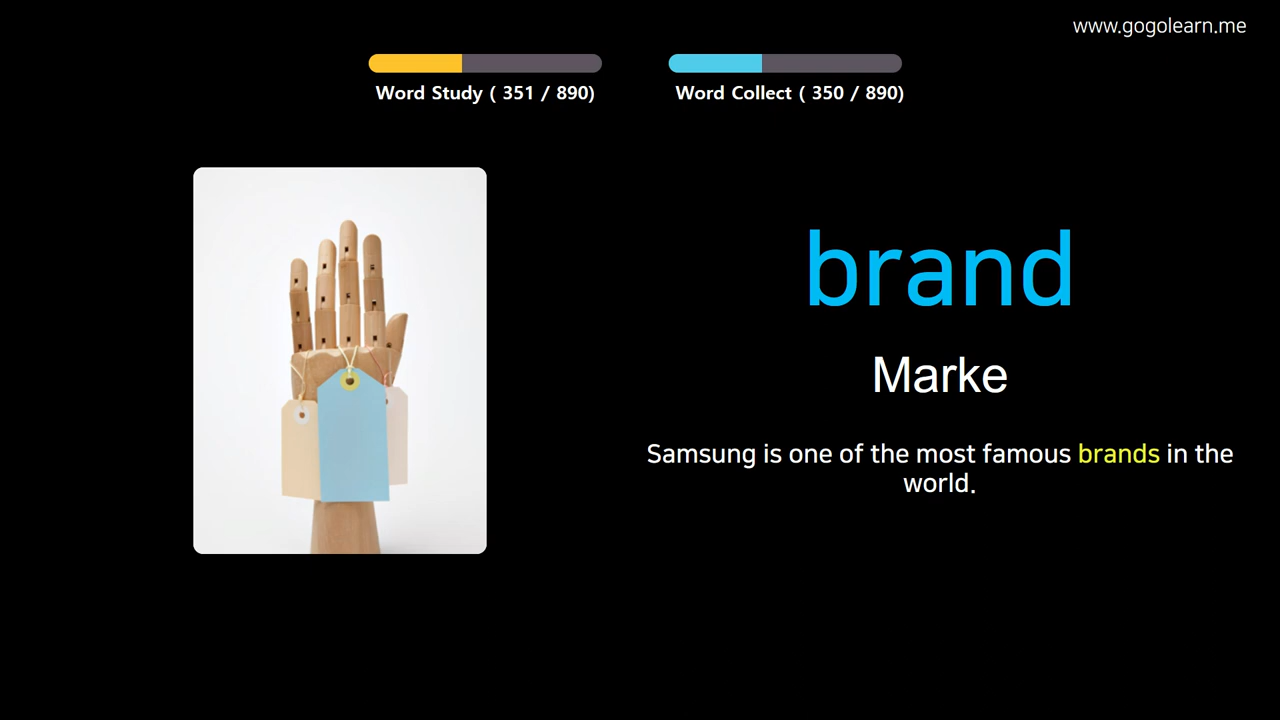 www.gogolearn.me
Word Study ( 351 / 890)
Word Collect ( 350 / 890)
brand
Marke
Samsung is one of the most famous brands in the
world.